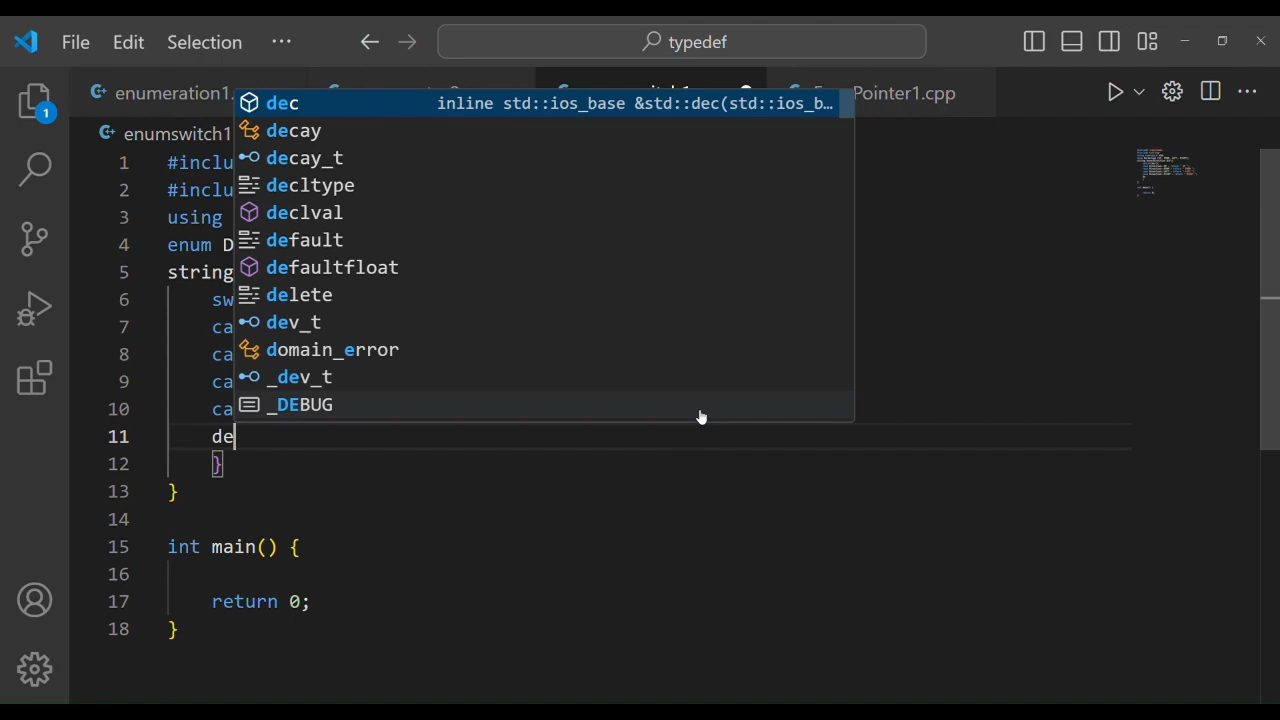 File Edit Selection ··· typedef
1 enumeration1. Pointer1.cpp
enumswitch1
dec inline std::ios_base &std::dec(std::ios_b…
decay
decay_t
decltype
declval
default
defaultfloat
delete
dev_t
domain_error
_dev_t
_DEBUG
1 #inclu
2 #inclu
3 using
4 enum D
5 string
6 sw
7 ca
8 ca
9 ca
10 ca
11 de
12 }
13 }
14
15 int main() {
16
17 return 0;
18 }